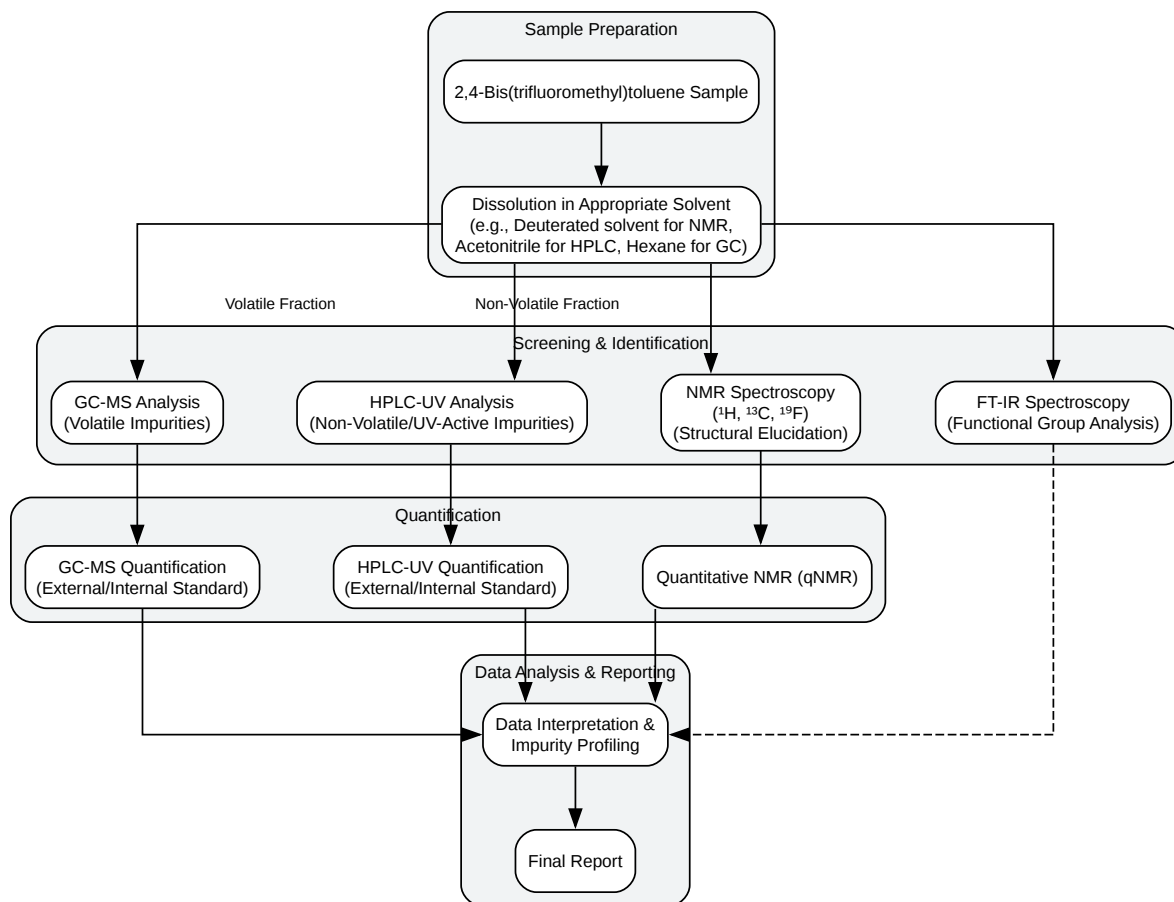 Sample Preparation
2,4-Bis(trifluoromethyl)toluene Sample
Dissolution in Appropriate Solvent
(e.g., Deuterated solvent for NMR,
Acetonitrile for HPLC, Hexane for GC)
Volatile Fraction
Non-Volatile Fraction
Screening & Identification
GC-MS Analysis
(Volatile Impurities)
HPLC-UV Analysis
(Non-Volatile/UV-Active Impurities)
NMR Spectroscopy
(¹H, ¹³C, ¹⁹F)
(Structural Elucidation)
FT-IR Spectroscopy
(Functional Group Analysis)
Quantification
GC-MS Quantification
(External/Internal Standard)
HPLC-UV Quantification
(External/Internal Standard)
Quantitative NMR (qNMR)
Data Analysis & Reporting
Data Interpretation &
Impurity Profiling
Final Report